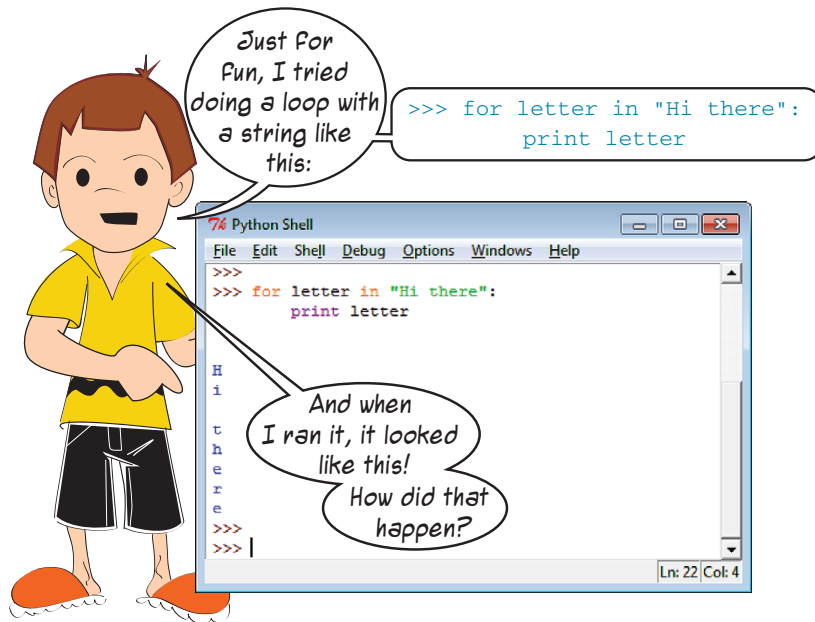 Just for
fun, I tried
doing a loop with
a string like
this:
>>> for letter in "Hi there":
print letter
Python Shell
File Edit Shell Debug Options Windows Help
>>>
>>> for letter in "Hi there":
print letter
H
i
t
h
e
r
e
>>>
>>>
And when
I ran it, it looked
like this!
How did that
happen?
Ln: 22 Col: 4